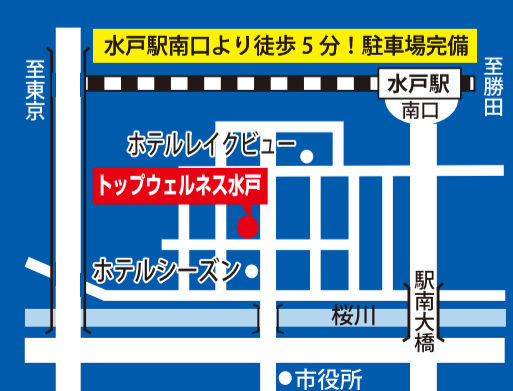 水戸駅南口より徒歩5分!駐車場完備
至東京
水戸駅
至勝田
南口
ホテルレイクビュー
トップウェルネス水戸
ホテルシーズン
駅南大橋
桜川
市役所